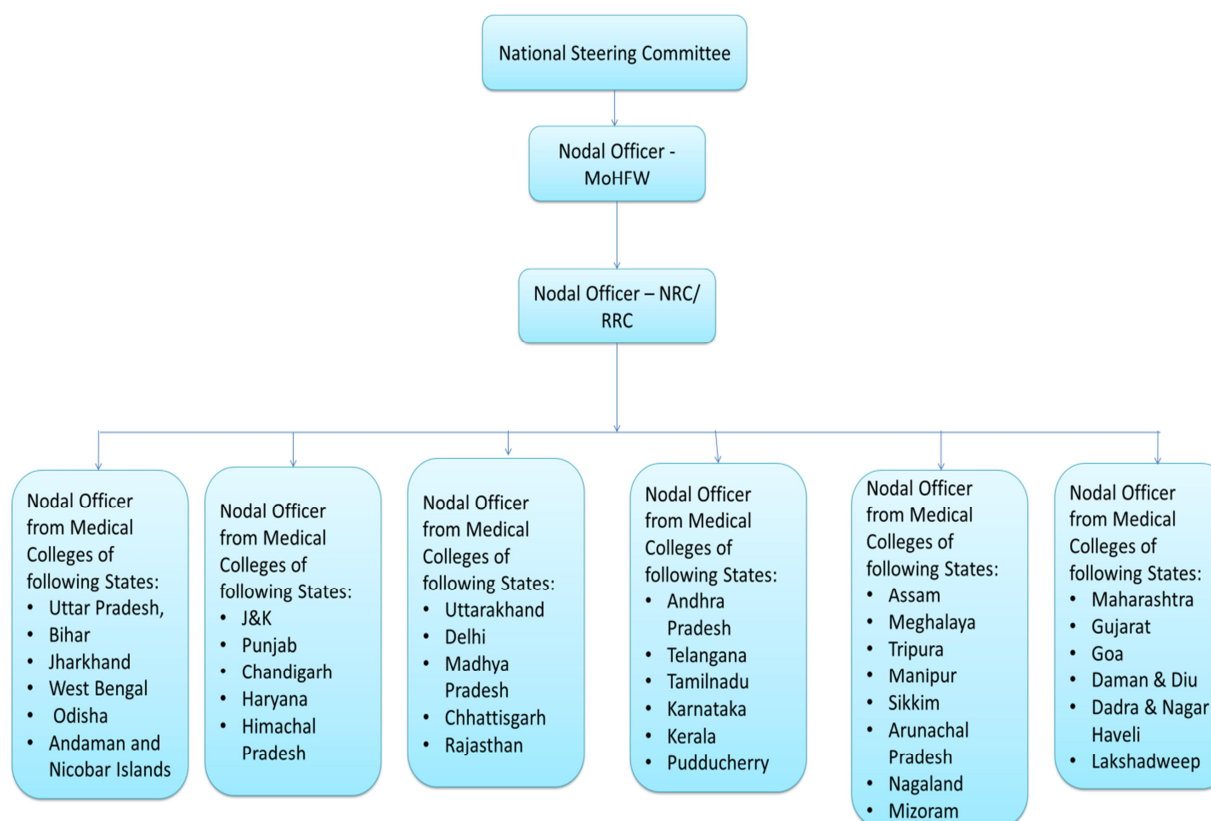 National Steering Committee
Nodal Officer -
MoHFW
Nodal Officer – NRC/
RRC
Nodal Officer
from Medical
Colleges of
following States:
• Uttar Pradesh,
• Bihar
• Jharkhand
• West Bengal
• Odisha
• Andaman and
Nicobar Islands
Nodal Officer
from Medical
Colleges of
following States:
• J&K
• Punjab
• Chandigarh
• Haryana
• Himachal
Pradesh
Nodal Officer
from Medical
Colleges of
following States:
• Uttarakhand
• Delhi
• Madhya
Pradesh
• Chhattisgarh
• Rajasthan
Nodal Officer
from Medical
Colleges of
following States:
• Andhra
Pradesh
• Telangana
• Tamilnadu
• Karnataka
• Kerala
• Pudducherry
Nodal Officer
from Medical
Colleges of
following States:
• Assam
• Meghalaya
• Tripura
• Manipur
• Sikkim
• Arunachal
Pradesh
• Nagaland
• Mizoram
Nodal Officer
from Medical
Colleges of
following States:
• Maharashtra
• Gujarat
• Goa
• Daman & Diu
• Dadra & Nagar
Haveli
• Lakshadweep